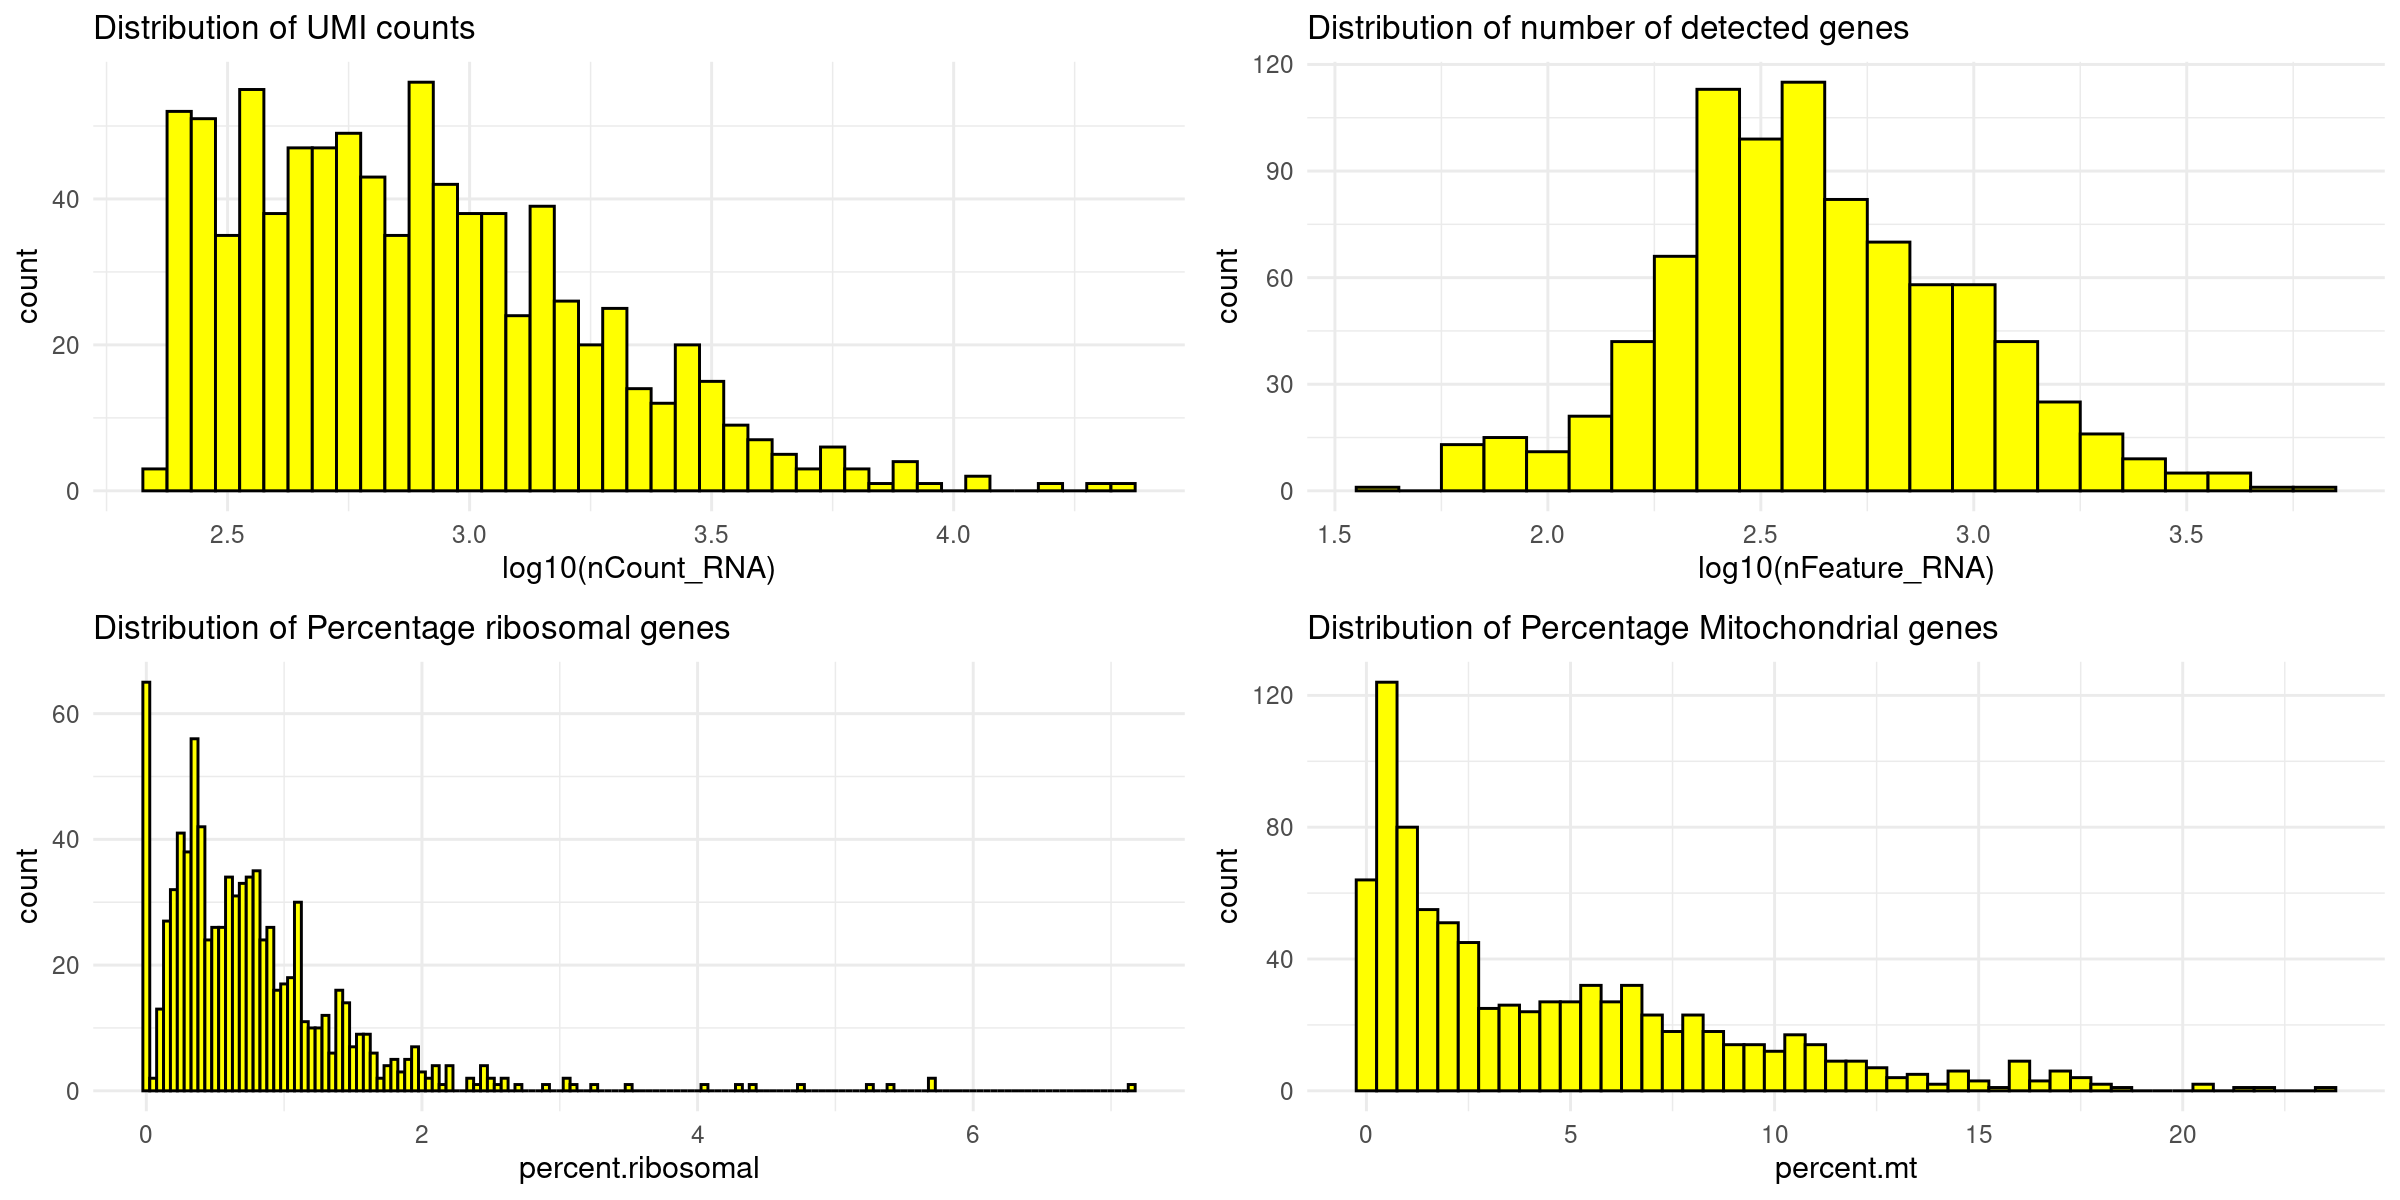 Distribution of UMI counts
count
0
20
40
2.5
3.0
3.5
4.0
log10(nCount_RNA)
Distribution of number of detected genes
count
0
30
60
90
120
1.5
2.0
2.5
3.0
3.5
log10(nFeature_RNA)
Distribution of Percentage ribosomal genes
count
0
20
40
60
0
2
4
6
percent.ribosomal
Distribution of Percentage Mitochondrial genes
count
0
40
80
120
0
5
10
15
20
percent.mt